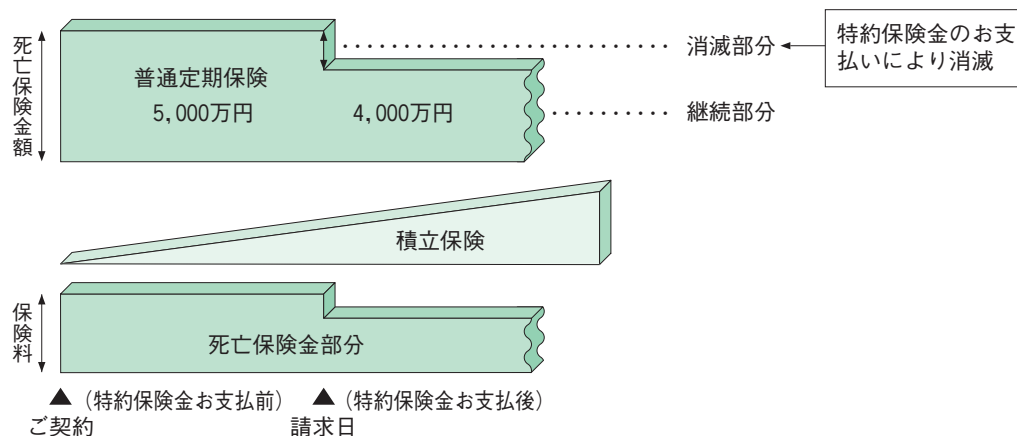 死亡保険金額
普通定期保険
5,000万円
4,000万円
消滅部分
特約保険金のお支
払いにより消滅
継続部分
積立保険
保険料
死亡保険金部分
▲(特約保険金お支払前)
ご契約
▲(特約保険金お支払後)
請求日